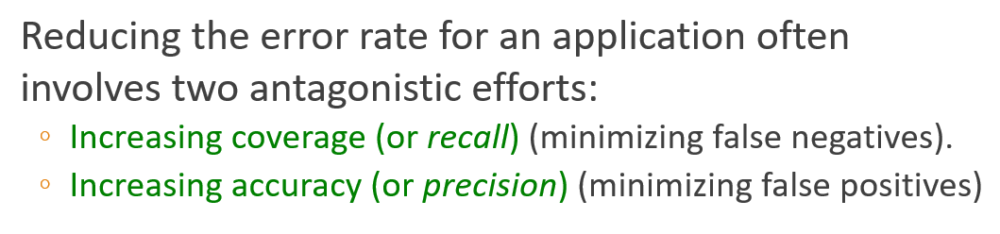 Reducing the error rate for an application often
involves two antagonistic efforts:
◦ Increasing coverage (or recall) (minimizing false negatives).
◦ Increasing accuracy (or precision) (minimizing false positives)